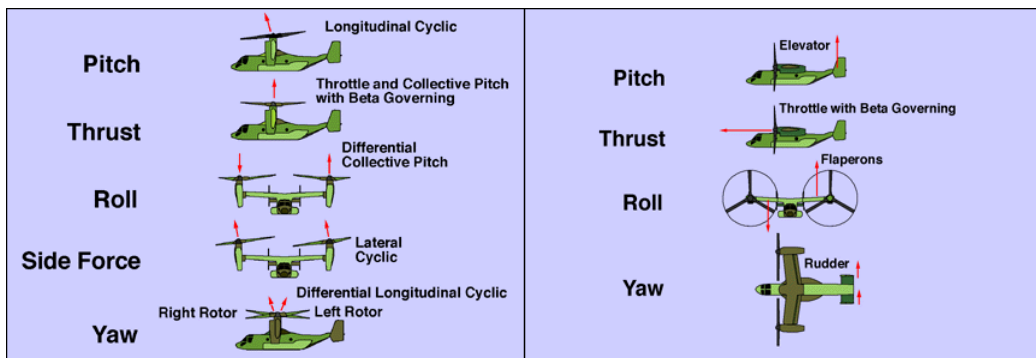 Pitch
Longitudinal Cyclic
Thrust
Throttle and Collective Pitch
with Beta Governing
Roll
Differential
Collective Pitch
Side Force
Lateral
Cyclic
Yaw
Differential Longitudinal Cyclic
Right Rotor
Left Rotor
Pitch
Elevator
Thrust
Throttle with Beta Governing
Roll
Flaperons
Yaw
Rudder